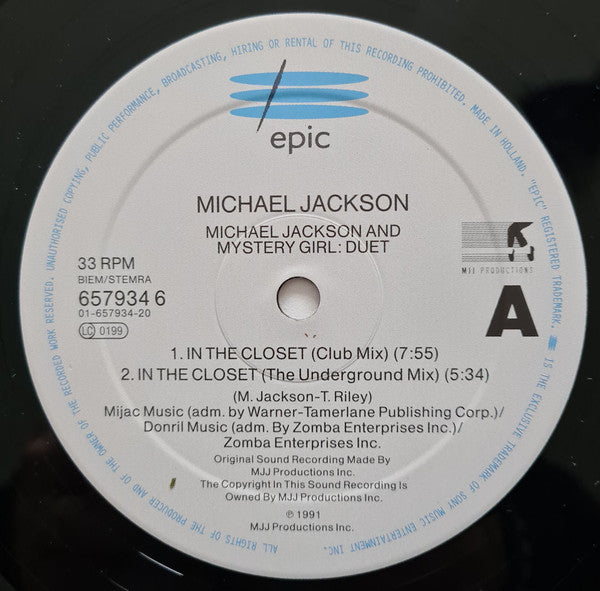 epic
MICHAEL JACKSON
MICHAEL JACKSON AND
MYSTERY GIRL: DUET
33 RPM
BIEM/STEMRA
657934 6
01-657934-20
LC 0199
MJJ PRODUCTIONS
A
1. IN THE CLOSET (Club Mix) (7:55)
2. IN THE CLOSET (The Underground Mix) (5:34)
(M. Jackson-T. Riley)
Mijac Music (adm. by Warner-Tamerlane Publishing Corp.)/
Donril Music (adm. By Zomba Enterprises Inc.)/
Zomba Enterprises Inc.
Original Sound Recording Made By
MJJ Productions Inc.
The Copyright In This Sound Recording Is
Owned By MJJ Productions Inc.
℗ 1991
MJJ Productions Inc.
ALL RIGHTS OF THE PRODUCER AND OF THE OWNER OF THE RECORDED WORK RESERVED. UNAUTHORISED COPYING, PUBLIC PERFORMANCE, BROADCASTING, HIRING OR RENTAL OF THIS RECORDING PROHIBITED. MADE IN HOLLAND. "EPIC" REGISTERED TRADEMARK. IS THE EXCLUSIVE TRADEMARK OF SONY MUSIC ENTERTAINMENT INC.